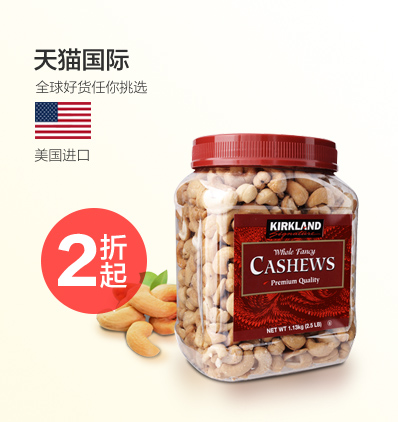 天猫国际
全球好货任你挑选
美国进口
2折起
KIRKLAND
Signature
Whole Fancy
CASHEWS
Premium Quality
NET WT 1.13kg (2.5 LB)